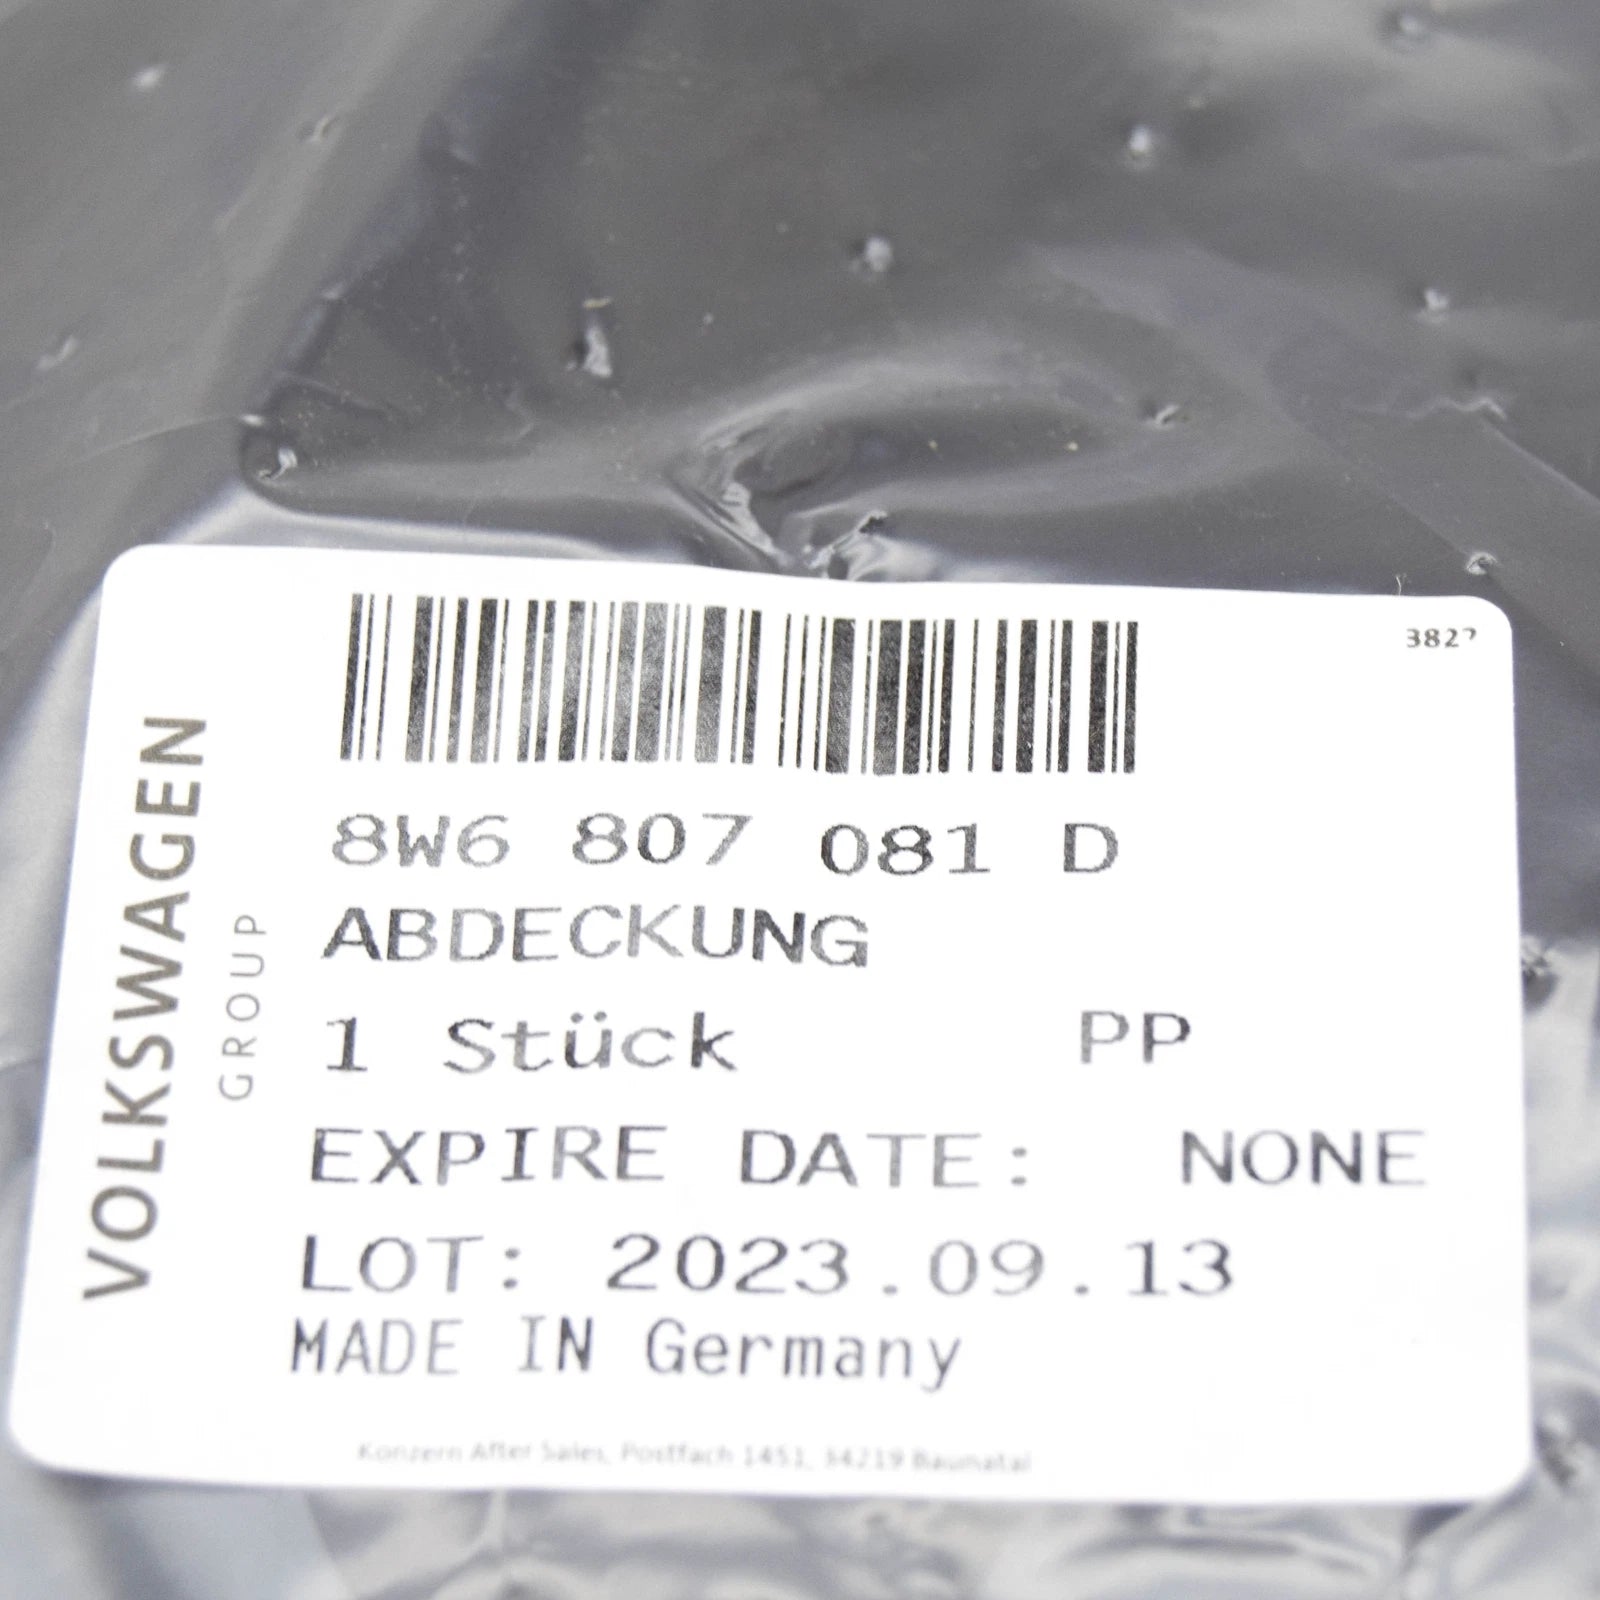 3827
8W6 807 081 D
ABDECKUNG
1 Stück PP
EXPIRE DATE: NONE
LOT: 2023.09.13
MADE IN Germany
Konzern After Sales, Postfach 1451, 34219 Baunatal
VOLKSWAGEN
GROUP